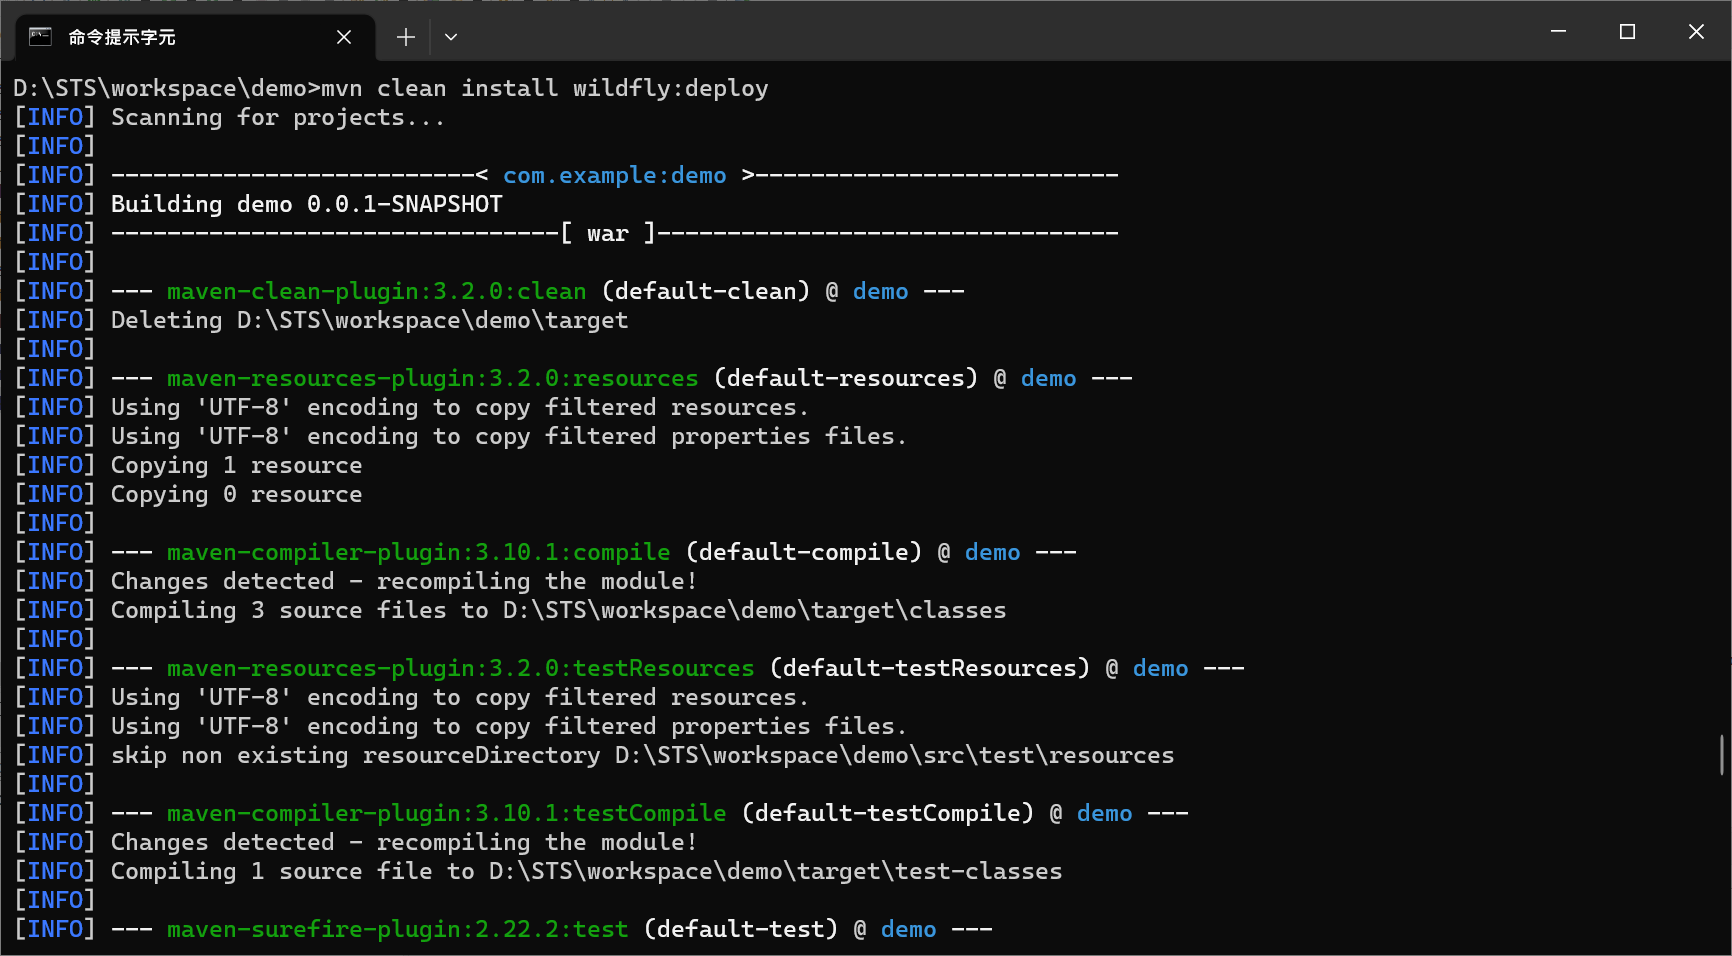 命令提示字元
D:\STS\workspace\demo>mvn clean install wildfly:deploy
[INFO] Scanning for projects...
[INFO]
[INFO] --------------------------< com.example:demo >--------------------------
[INFO] Building demo 0.0.1-SNAPSHOT
[INFO] --------------------------------[ war ]---------------------------------
[INFO]
[INFO] --- maven-clean-plugin:3.2.0:clean (default-clean) @ demo ---
[INFO] Deleting D:\STS\workspace\demo\target
[INFO]
[INFO] --- maven-resources-plugin:3.2.0:resources (default-resources) @ demo ---
[INFO] Using 'UTF-8' encoding to copy filtered resources.
[INFO] Using 'UTF-8' encoding to copy filtered properties files.
[INFO] Copying 1 resource
[INFO] Copying 0 resource
[INFO]
[INFO] --- maven-compiler-plugin:3.10.1:compile (default-compile) @ demo ---
[INFO] Changes detected - recompiling the module!
[INFO] Compiling 3 source files to D:\STS\workspace\demo\target\classes
[INFO]
[INFO] --- maven-resources-plugin:3.2.0:testResources (default-testResources) @ demo ---
[INFO] Using 'UTF-8' encoding to copy filtered resources.
[INFO] Using 'UTF-8' encoding to copy filtered properties files.
[INFO] skip non existing resourceDirectory D:\STS\workspace\demo\src\test\resources
[INFO]
[INFO] --- maven-compiler-plugin:3.10.1:testCompile (default-testCompile) @ demo ---
[INFO] Changes detected - recompiling the module!
[INFO] Compiling 1 source file to D:\STS\workspace\demo\target\test-classes
[INFO]
[INFO] --- maven-surefire-plugin:2.22.2:test (default-test) @ demo ---